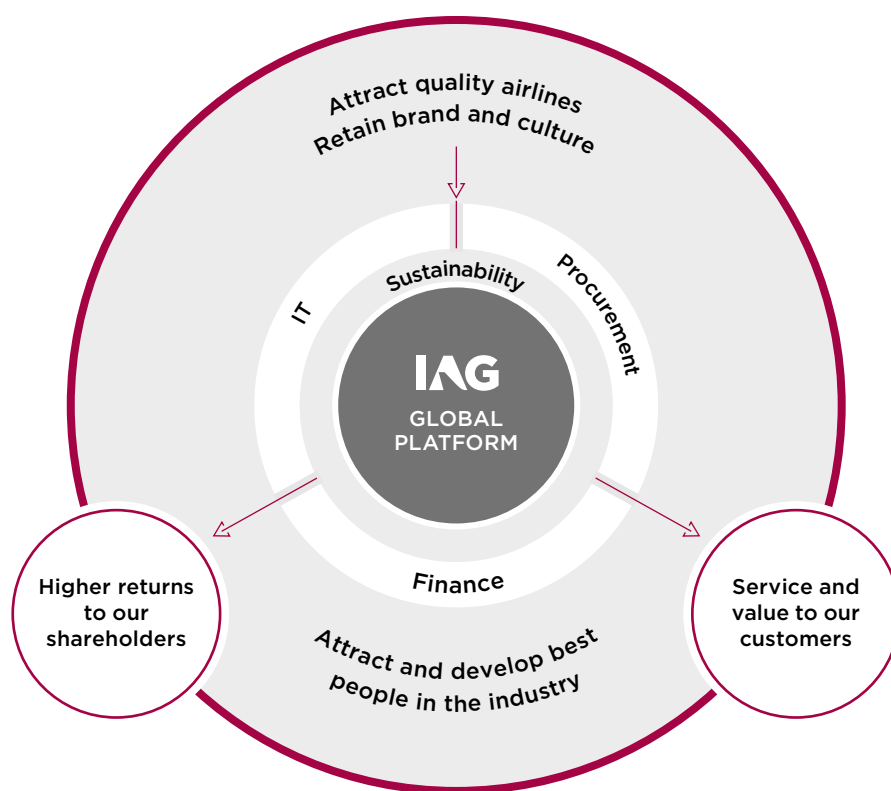 Attract quality airlines
Retain brand and culture
Sustainability
IT
Procurement
IAG
GLOBAL
PLATFORM
Finance
Higher returns
to our
shareholders
Service and
value to our
customers
Attract and develop best
people in the industry